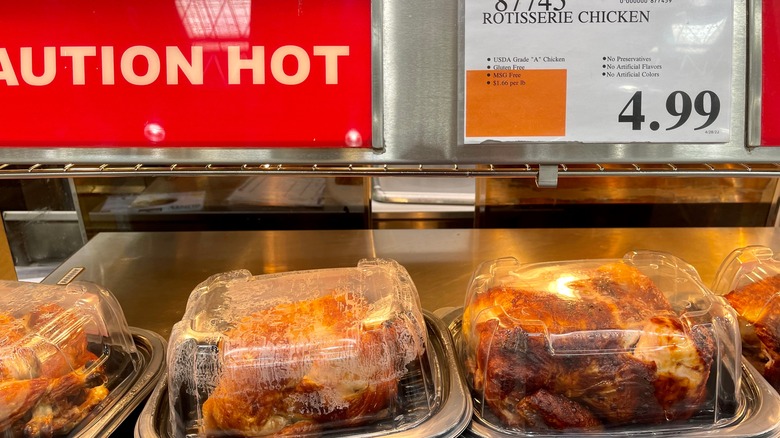 AUTION HOT
87745
ROTISSERIE CHICKEN
• USDA Grade "A" Chicken
• Gluten Free
• MSG Free
• $1.66 per lb
• No Preservatives
• No Artificial Flavors
• No Artificial Colors
4.99